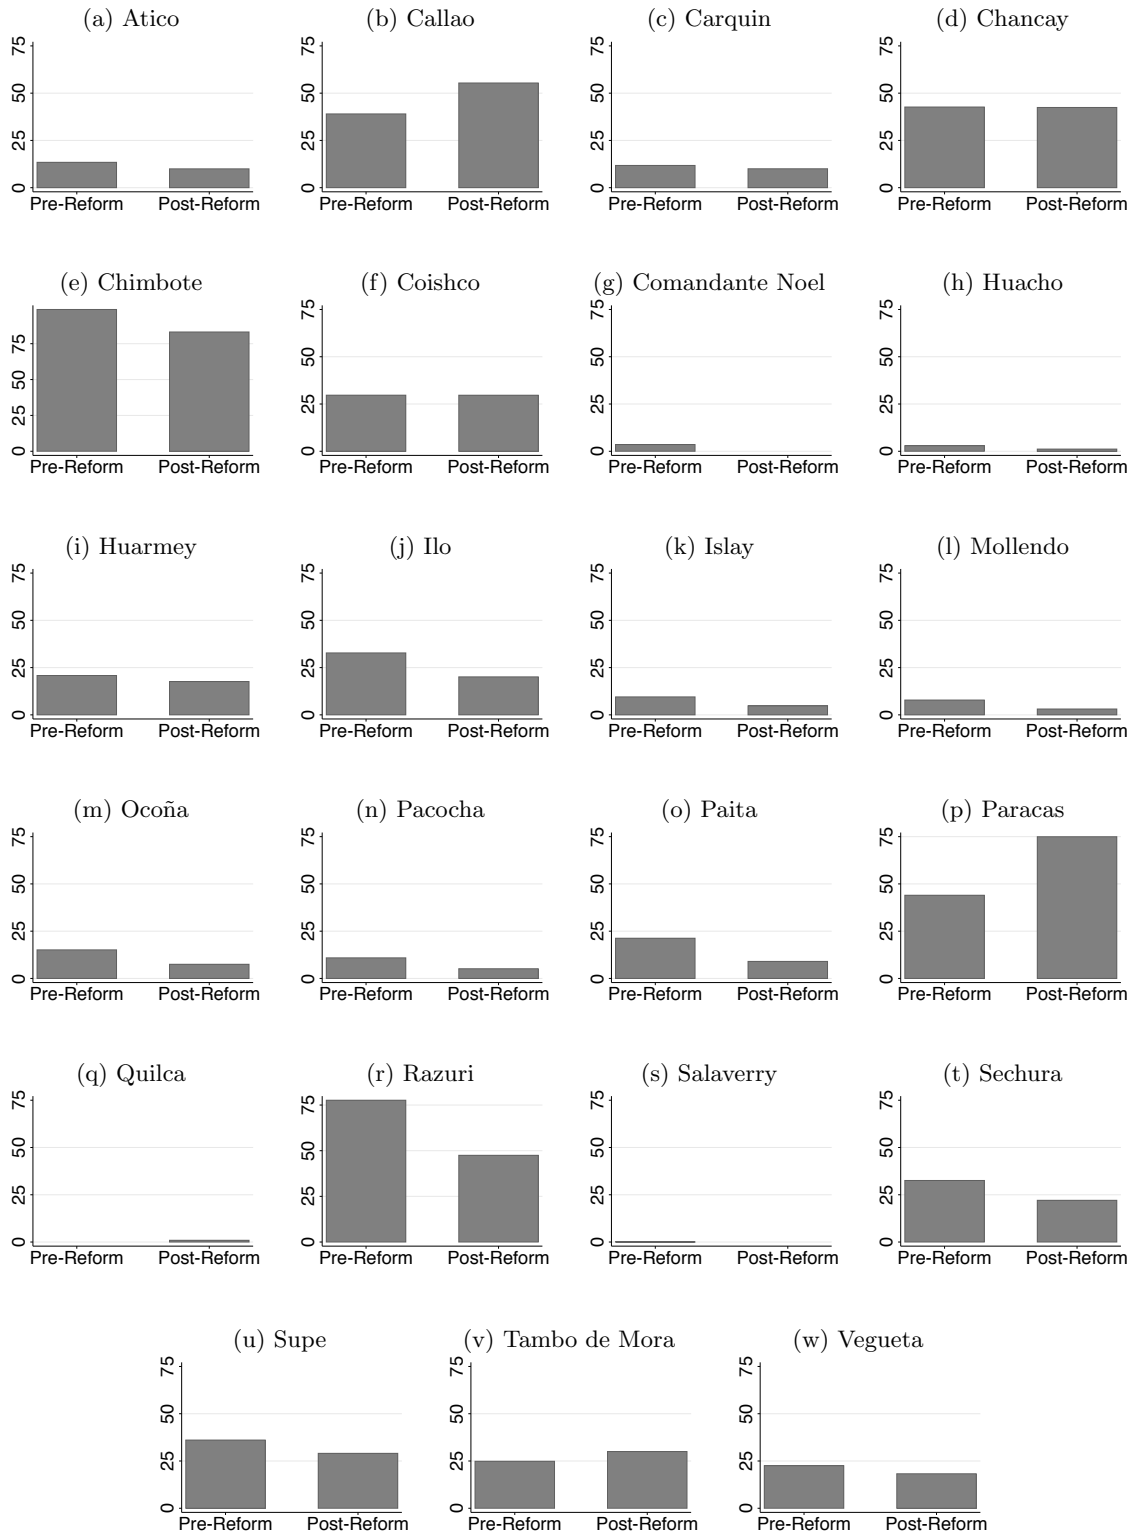 (a) Atico
75
50
25
0
Pre-Reform Post-Reform
(b) Callao
75
50
25
0
Pre-Reform Post-Reform
(c) Carquin
75
50
25
0
Pre-Reform Post-Reform
(d) Chancay
75
50
25
0
Pre-Reform Post-Reform
(e) Chimbote
75
50
25
0
Pre-Reform Post-Reform
(f) Coishco
75
50
25
0
Pre-Reform Post-Reform
(g) Comandante Noel
75
50
25
0
Pre-Reform Post-Reform
(h) Huacho
75
50
25
0
Pre-Reform Post-Reform
(i) Huarmey
75
50
25
0
Pre-Reform Post-Reform
(j) Ilo
75
50
25
0
Pre-Reform Post-Reform
(k) Islay
75
50
25
0
Pre-Reform Post-Reform
(l) Mollendo
75
50
25
0
Pre-Reform Post-Reform
(m) Ocoña
75
50
25
0
Pre-Reform Post-Reform
(n) Pacocha
75
50
25
0
Pre-Reform Post-Reform
(o) Paita
75
50
25
0
Pre-Reform Post-Reform
(p) Paracas
75
50
25
0
Pre-Reform Post-Reform
(q) Quilca
75
50
25
0
Pre-Reform Post-Reform
(r) Razuri
75
50
25
0
Pre-Reform Post-Reform
(s) Salaverry
75
50
25
0
Pre-Reform Post-Reform
(t) Sechura
75
50
25
0
Pre-Reform Post-Reform
(u) Supe
75
50
25
0
Pre-Reform Post-Reform
(v) Tambo de Mora
75
50
25
0
Pre-Reform Post-Reform
(w) Vegueta
75
50
25
0
Pre-Reform Post-Reform